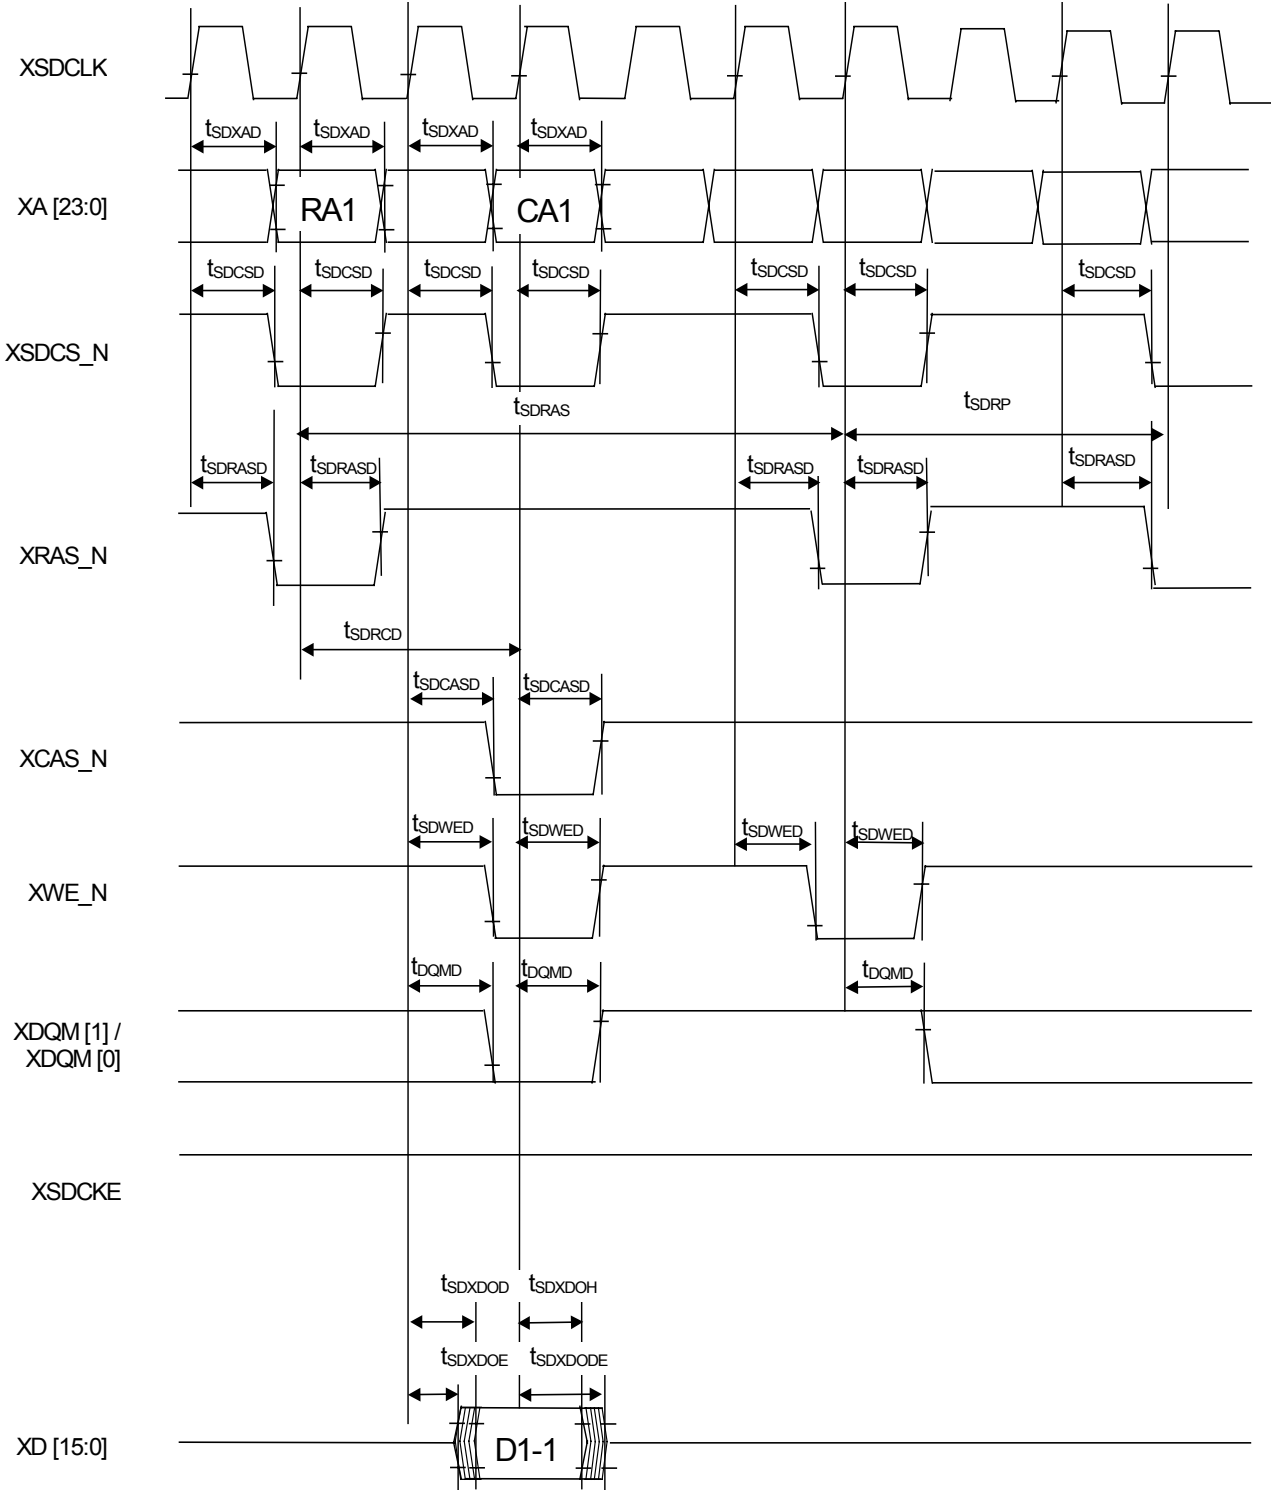 XSDCLK
tSDXAD tSDXAD tSDXAD tSDXAD
XA [23:0] RA1 CA1
tSDCSD tSDCSD tSDCSD tSDCSD tSDCSD tSDCSD tSDCSD
XSDCS_N
tSDRAS tSDRP
tSDRASD tSDRASD tSDRASD tSDRASD tSDRASD
XRAS_N
tSDRCD
tSDCASD tSDCASD
XCAS_N
tSDWED tSDWED tSDWED tSDWED
XWE_N
tDQMD tDQMD tDQMD
XDQM [1] /
XDQM [0]
XSDCKE
tSDXDOD tSDXDOH
tSDXDOE tSDXDODE
XD [15:0] D1-1